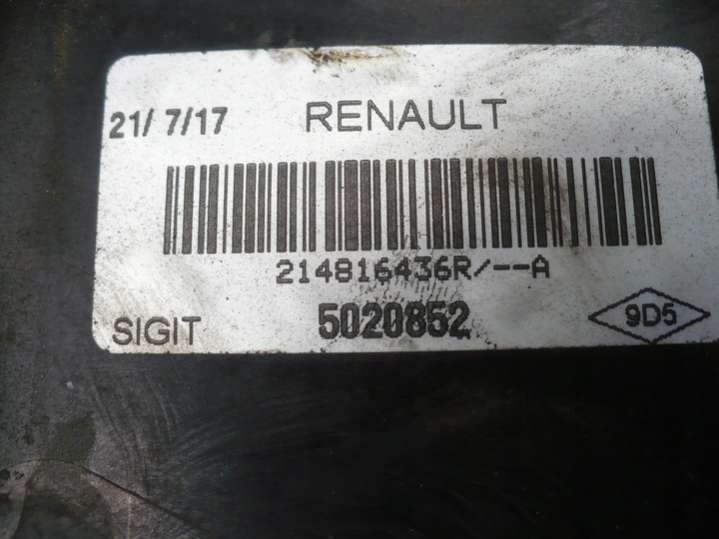 21/ 7/17 RENAULT
214816436R/--A
SIGIT 5020852 9D5